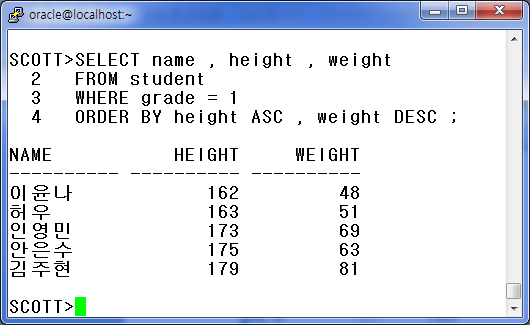 oracle@localhost:~
SCOTT>SELECT name , height , weight
2 FROM student
3 WHERE grade = 1
4 ORDER BY height ASC , weight DESC ;
NAME HEIGHT WEIGHT
---------- ---------- ----------
이윤나 162 48
허우 163 51
인영민 173 69
안은수 175 63
김주현 179 81
SCOTT>